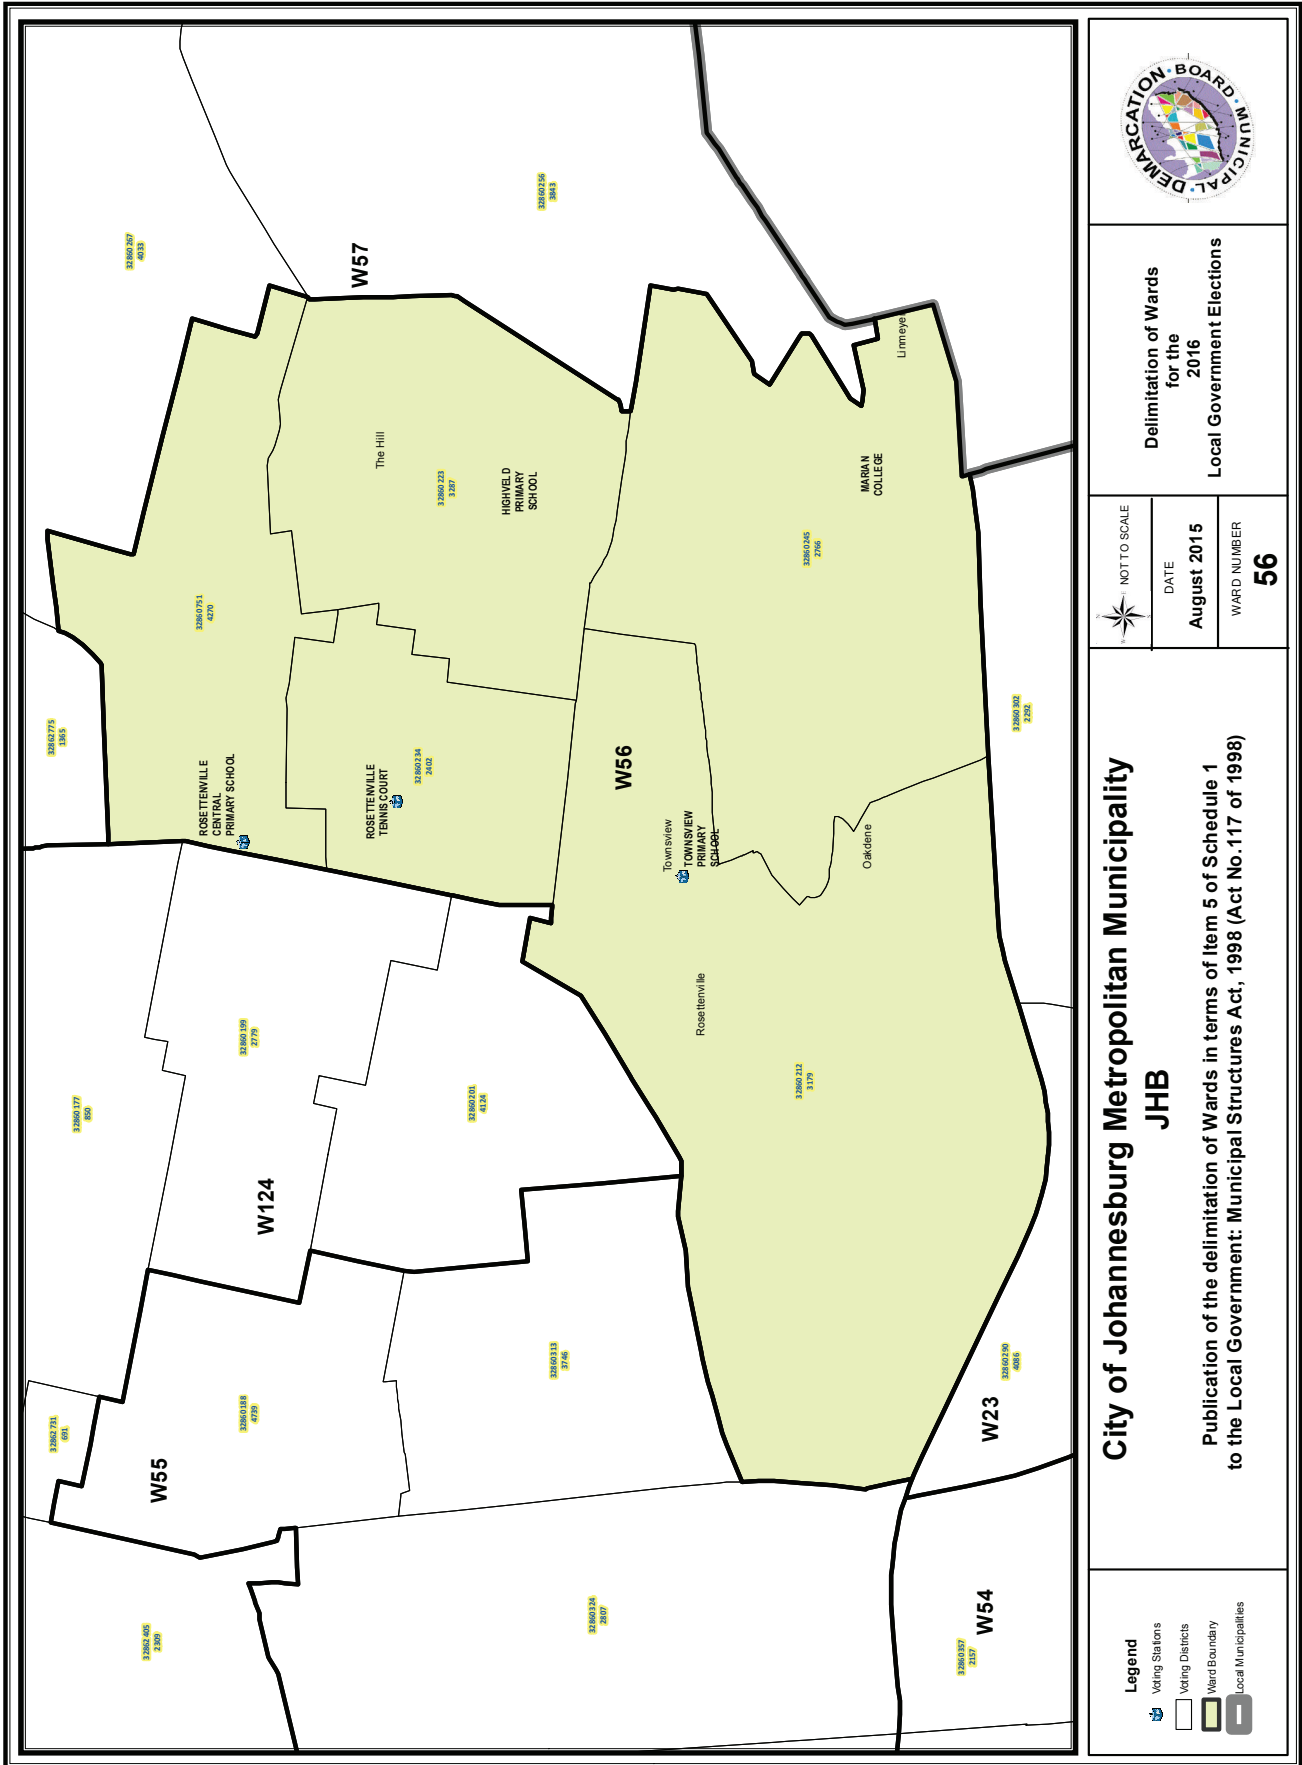 32860267
4033
32860256
3843
W57
32862775
1365
32860751
4270
The Hill
32860223
3287
HIGHVELD
PRIMARY
SCHOOL
Linmeye
MARIAN
COLLEGE
32860245
2766
ROSETTENVILLE
CENTRAL
PRIMARY SCHOOL
ROSETTENVILLE
TENNIS COURT
32860234
2402
W56
Townsview
TOWNSVIEW
PRIMARY
SCHOOL
Oakdene
32860302
2292
Rosettenville
32860212
3179
32860177
850
32860199
2779
32860201
4124
W124
32862731
691
32860188
4739
W55
32860313
3746
32860290
4086
W23
32862405
2309
32860324
2807
32860357
2157
W54
Legend
Voting Stations
Voting Districts
Ward Boundary
Local Municipalities
City of Johannesburg Metropolitan Municipality
JHB
Publication of the delimitation of Wards in terms of Item 5 of Schedule 1
to the Local Government: Municipal Structures Act, 1998 (Act No.117 of 1998)
NOT TO SCALE
DATE
August 2015
WARD NUMBER
56
Delimitation of Wards
for the
2016
Local Government Elections
MUNICIPAL · DEMARCATION · BOARD ·